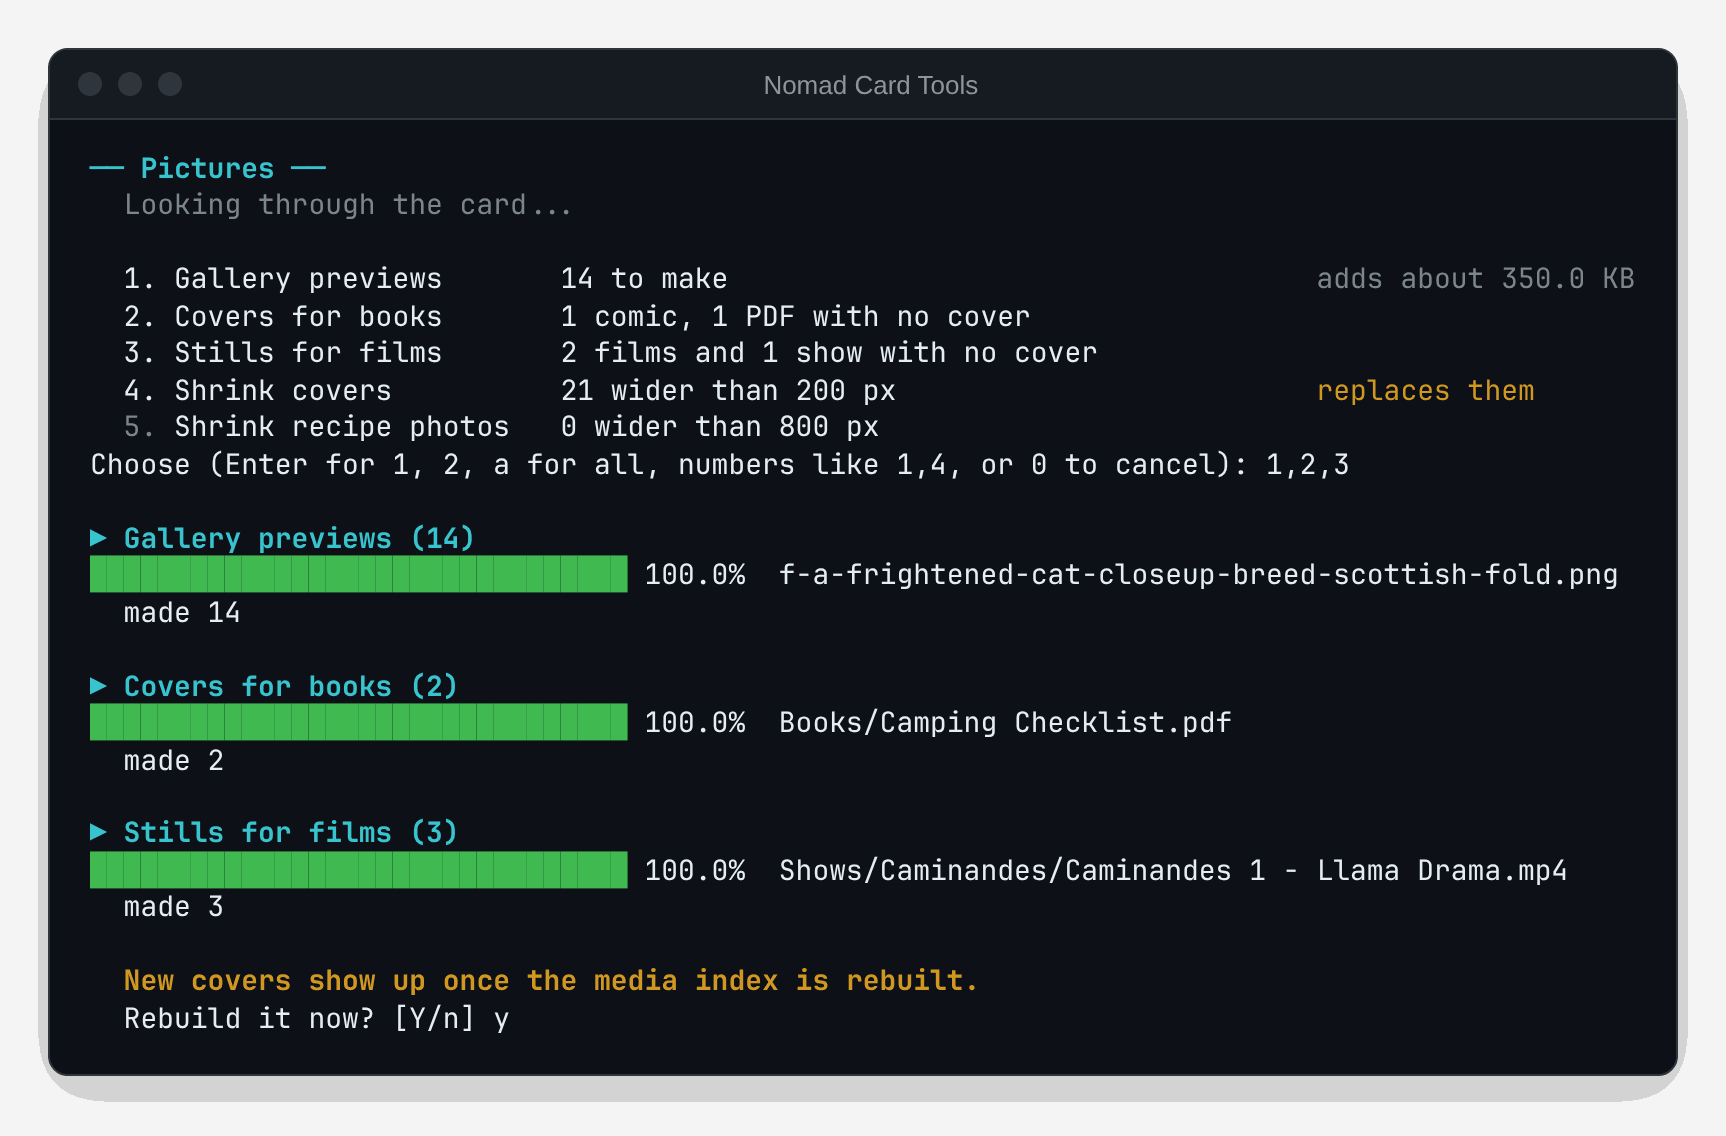 Nomad Card Tools
── Pictures ──
Looking through the card...
1. Gallery previews 14 to make adds about 350.0 KB
2. Covers for books 1 comic, 1 PDF with no cover
3. Stills for films 2 films and 1 show with no cover
4. Shrink covers 21 wider than 200 px replaces them
5. Shrink recipe photos 0 wider than 800 px
Choose (Enter for 1, 2, a for all, numbers like 1,4, or 0 to cancel): 1,2,3
▶ Gallery previews (14)
100.0% f-a-frightened-cat-closeup-breed-scottish-fold.png
made 14
▶ Covers for books (2)
100.0% Books/Camping Checklist.pdf
made 2
▶ Stills for films (3)
100.0% Shows/Caminandes/Caminandes 1 - Llama Drama.mp4
made 3
New covers show up once the media index is rebuilt.
Rebuild it now? [Y/n] y